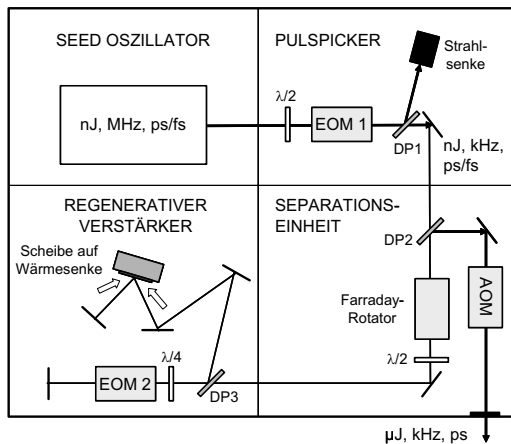 SEED OSZILLATOR
nJ, MHz, ps/fs
PULSPICKER
Strahl-
senke
λ/2
EOM 1
DP1
nJ, kHz,
ps/fs
REGENERATIVER
VERSTÄRKER
Scheibe auf
Wärmesenke
λ/4
EOM 2
DP3
SEPARATIONS-
EINHEIT
DP2
Farraday-
Rotator
AOM
λ/2
µJ, kHz, ps